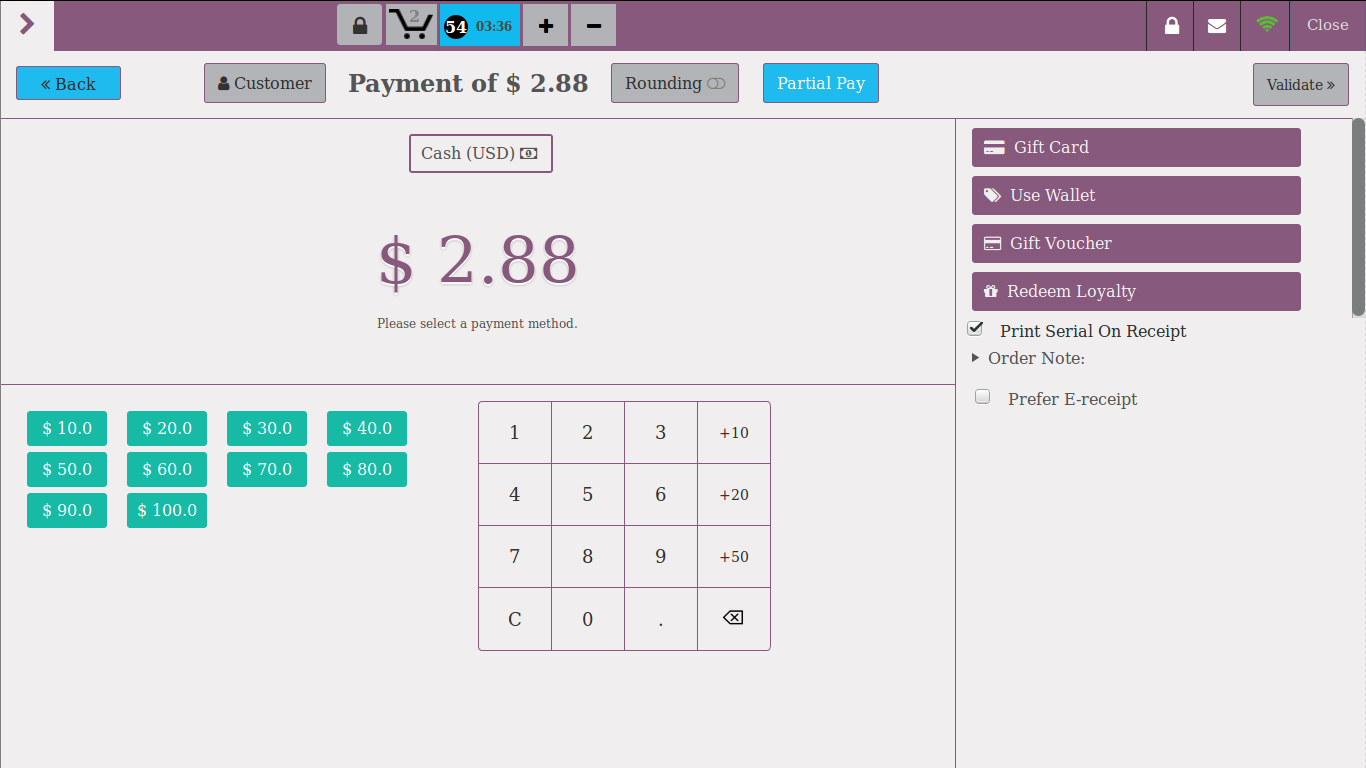 2
54 03:36
+
−
Close
« Back
Customer
Payment of $ 2.88
Rounding
Partial Pay
Validate »
Cash (USD)
$ 2.88
Please select a payment method.
Gift Card
Use Wallet
Gift Voucher
Redeem Loyalty
Print Serial On Receipt
Order Note:
Prefer E-receipt
$ 10.0 $ 20.0 $ 30.0 $ 40.0
$ 50.0 $ 60.0 $ 70.0 $ 80.0
$ 90.0 $ 100.0
1 2 3 +10
4 5 6 +20
7 8 9 +50
C 0 .